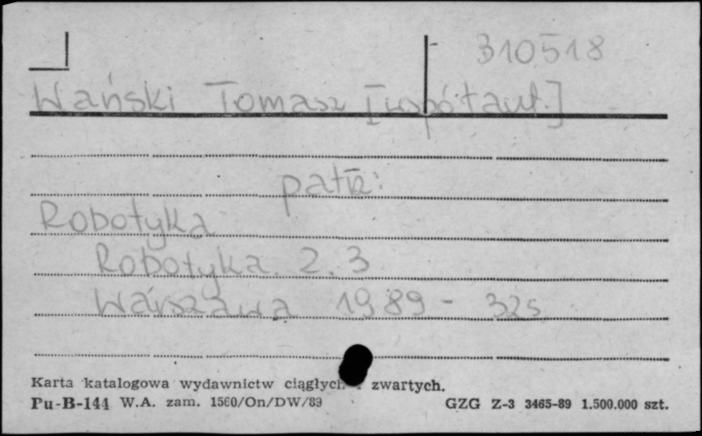 310518
Wański Tomasz [współaut.]
patrz:
Robotyka
Robotyka. 2.3
Warszawa 1989 - 325
Karta katalogowa wydawnictw ciągłych i zwartych.
Pu-B-144 W.A. zam. 1560/On/DW/89 GZG Z-3 3465-89 1.500.000 szt.